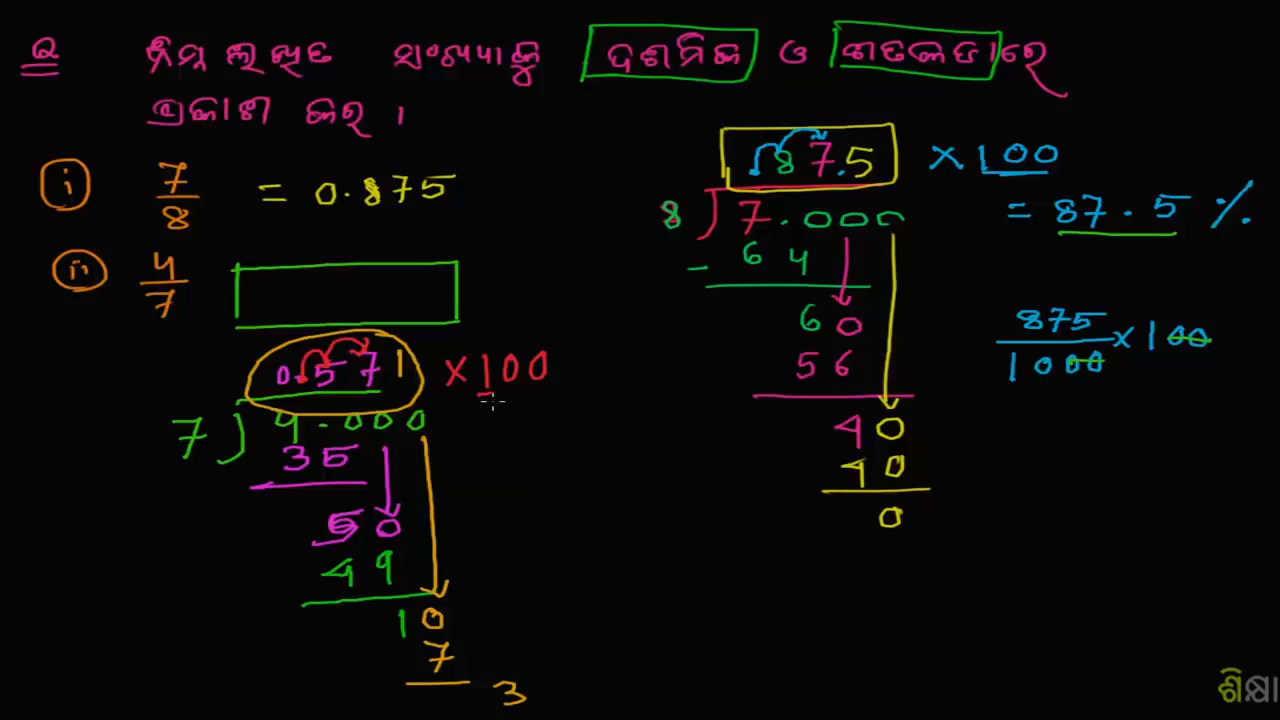 Q ନିମ୍ନ ଲିଖିତ ସଂଖ୍ୟାକୁ ଦଶମିକ ଓ ଶତକଡାରେ
ପ୍ରକାଶ କର ।
i 7/8 = 0.875
ii 4/7
0.571 × 100
7 ) 4.000
35
50
49
10
7
3
.87.5 × 100
= 87.5 %
8 ) 7.000
- 64
60
56
40
40
0
875/1000 × 100
ଶିକ୍ଷା